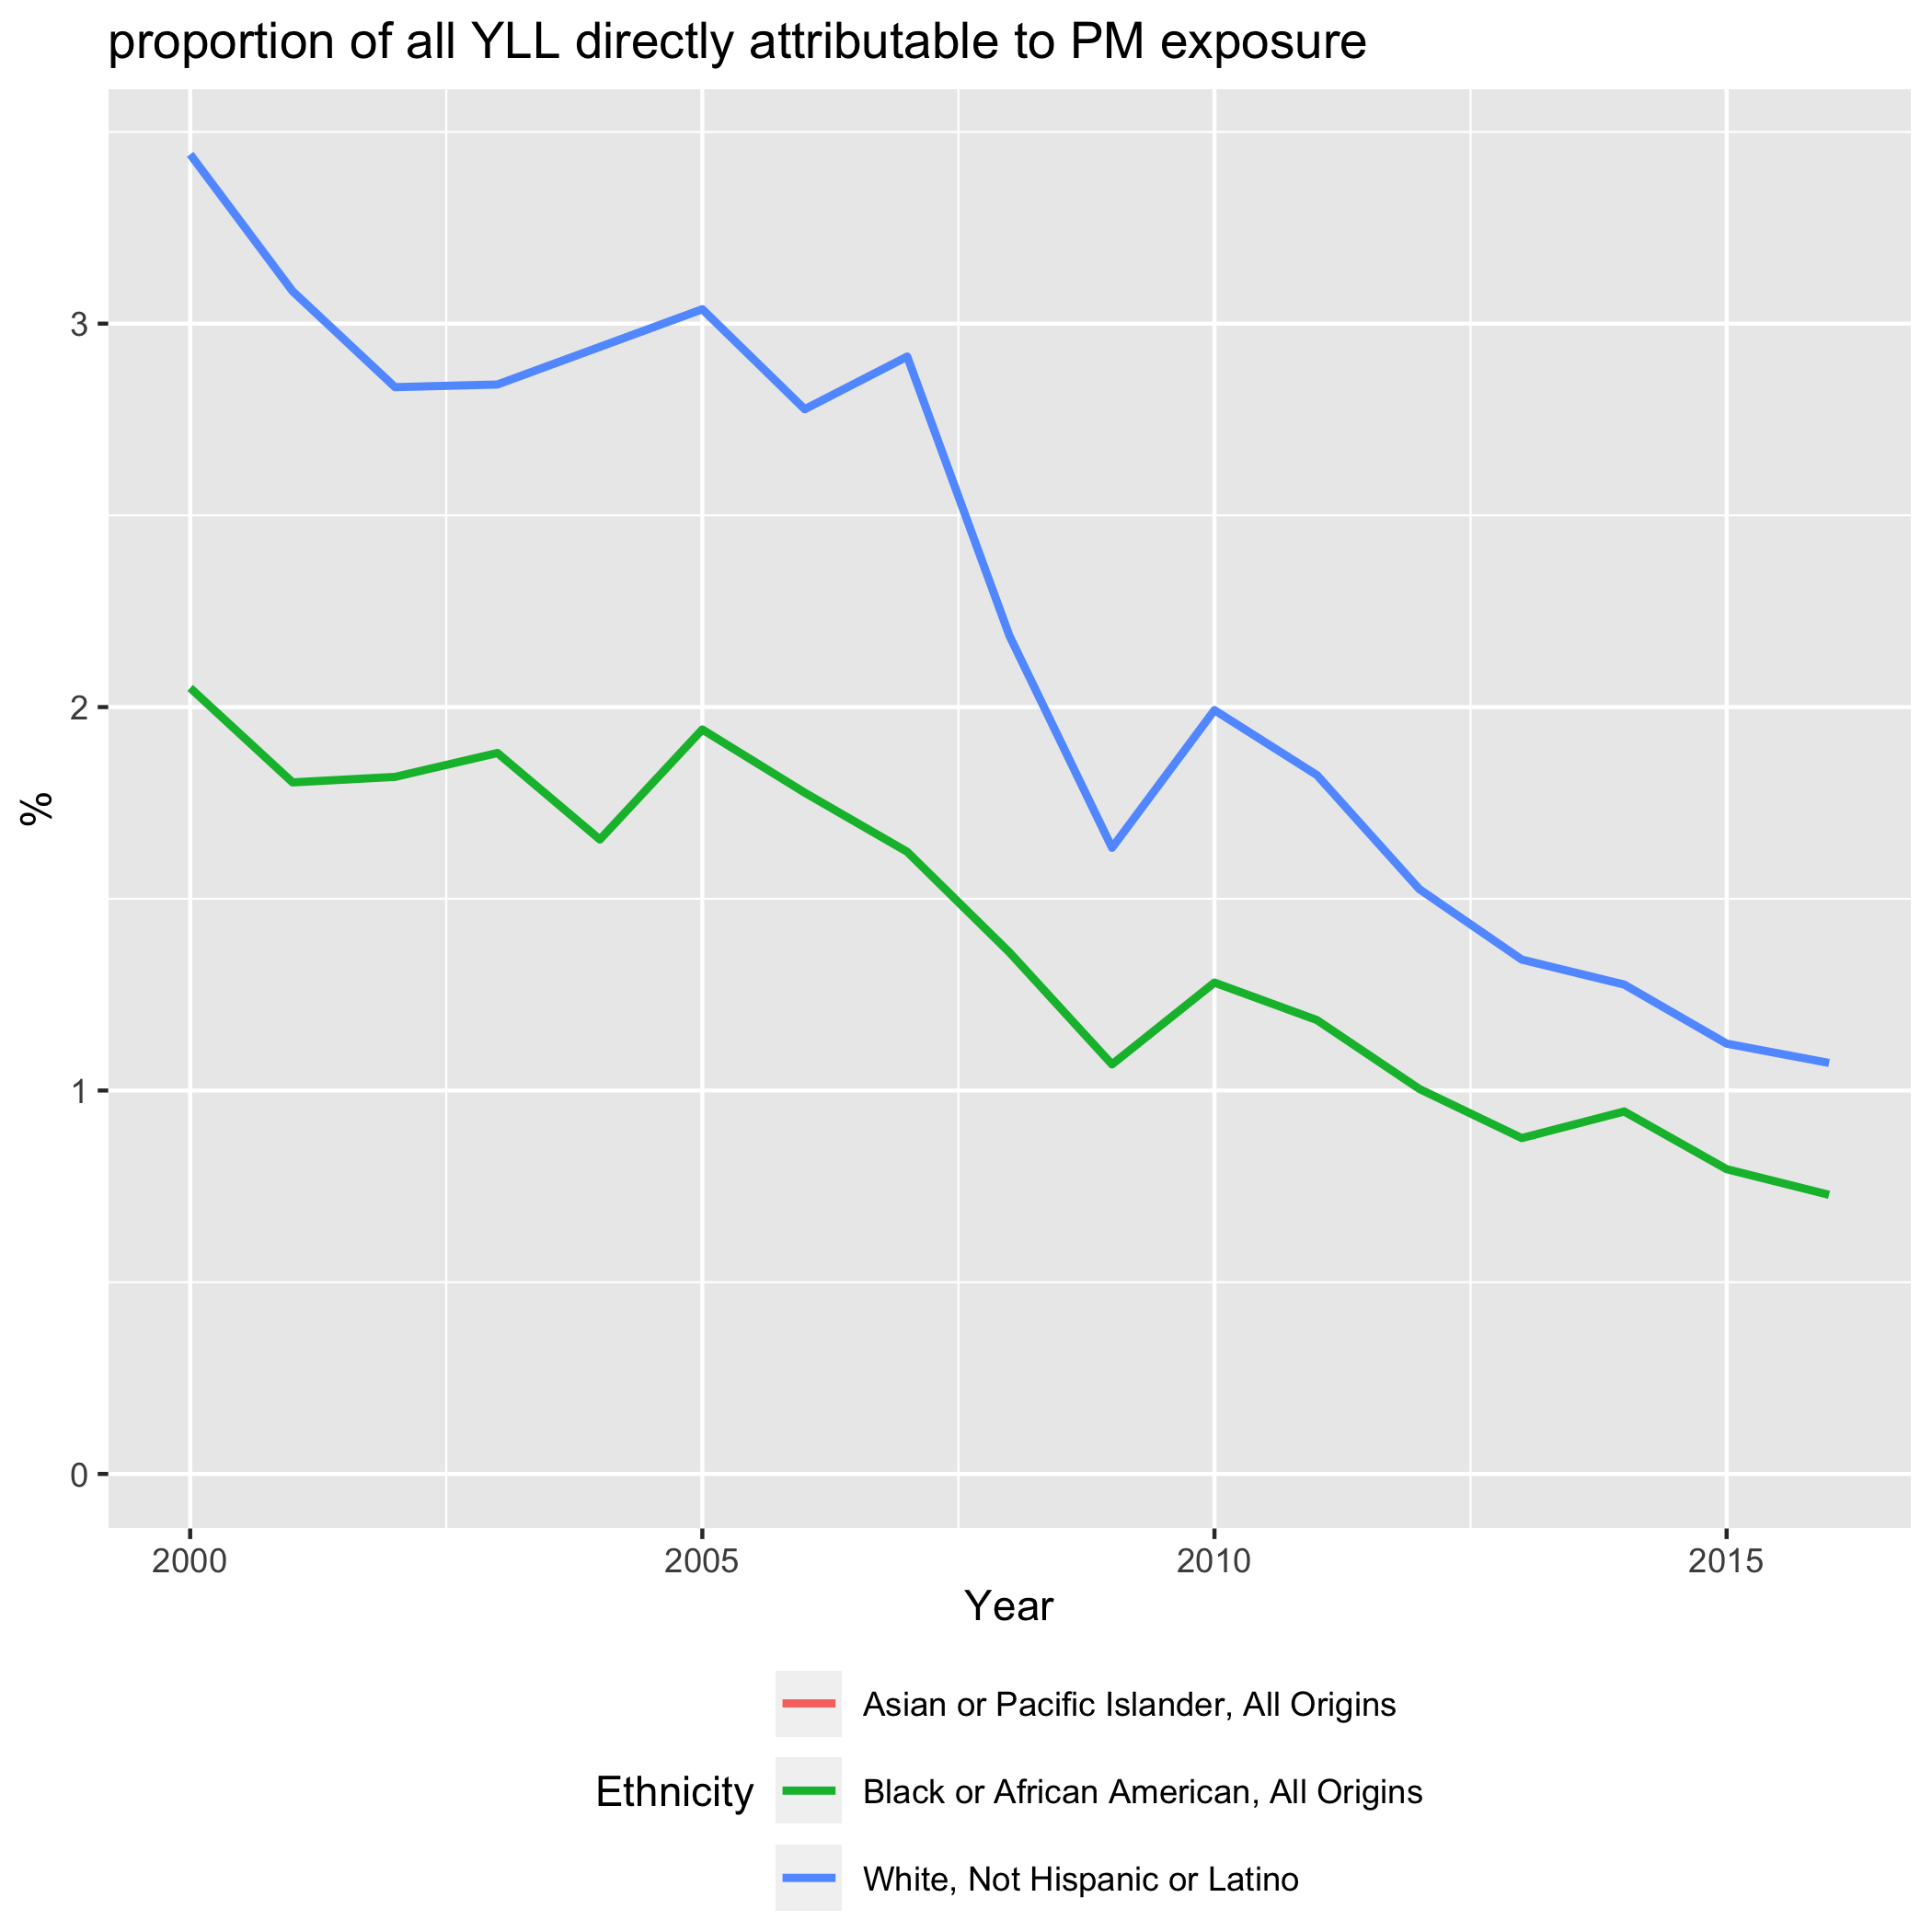 proportion of all YLL directly attributable to PM exposure
%
3
2
1
0
2000 2005 2010 2015
Year
Ethnicity
Asian or Pacific Islander, All Origins
Black or African American, All Origins
White, Not Hispanic or Latino